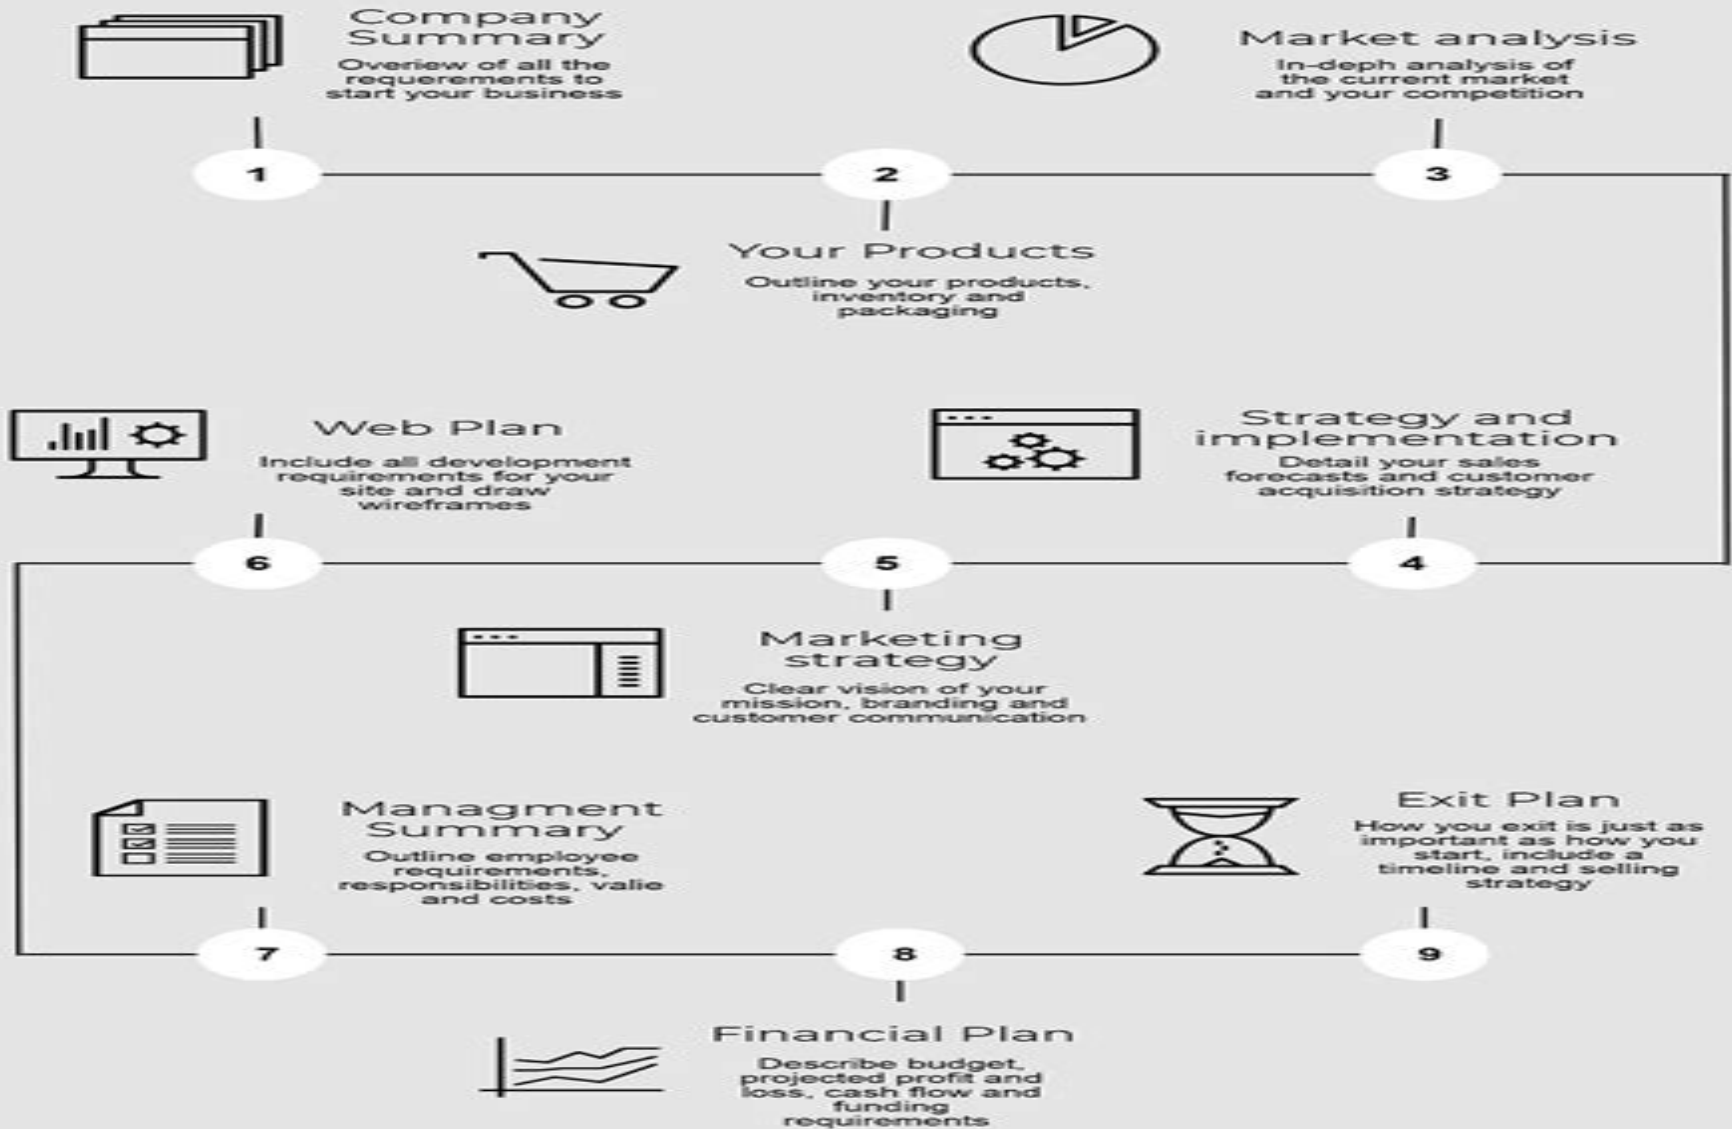 Company
Summary
Overiew of all the
requerements to
start your business
1
Your Products
Outline your products,
inventory and
packaging
2
Market analysis
In-deph analysis of
the current market
and your competition
3
Strategy and
implementation
Detail your sales
forecasts and customer
acquisition strategy
4
Marketing
strategy
Clear vision of your
mission, branding and
customer communication
5
Web Plan
Include all development
requirements for your
site and draw
wireframes
6
Managment
Summary
Outline employee
requirements,
responsibilities, valie
and costs
7
Financial Plan
Describe budget,
projected profit and
loss, cash flow and
funding
requirements
8
Exit Plan
How you exit is just as
important as how you
start, include a
timeline and selling
strategy
9